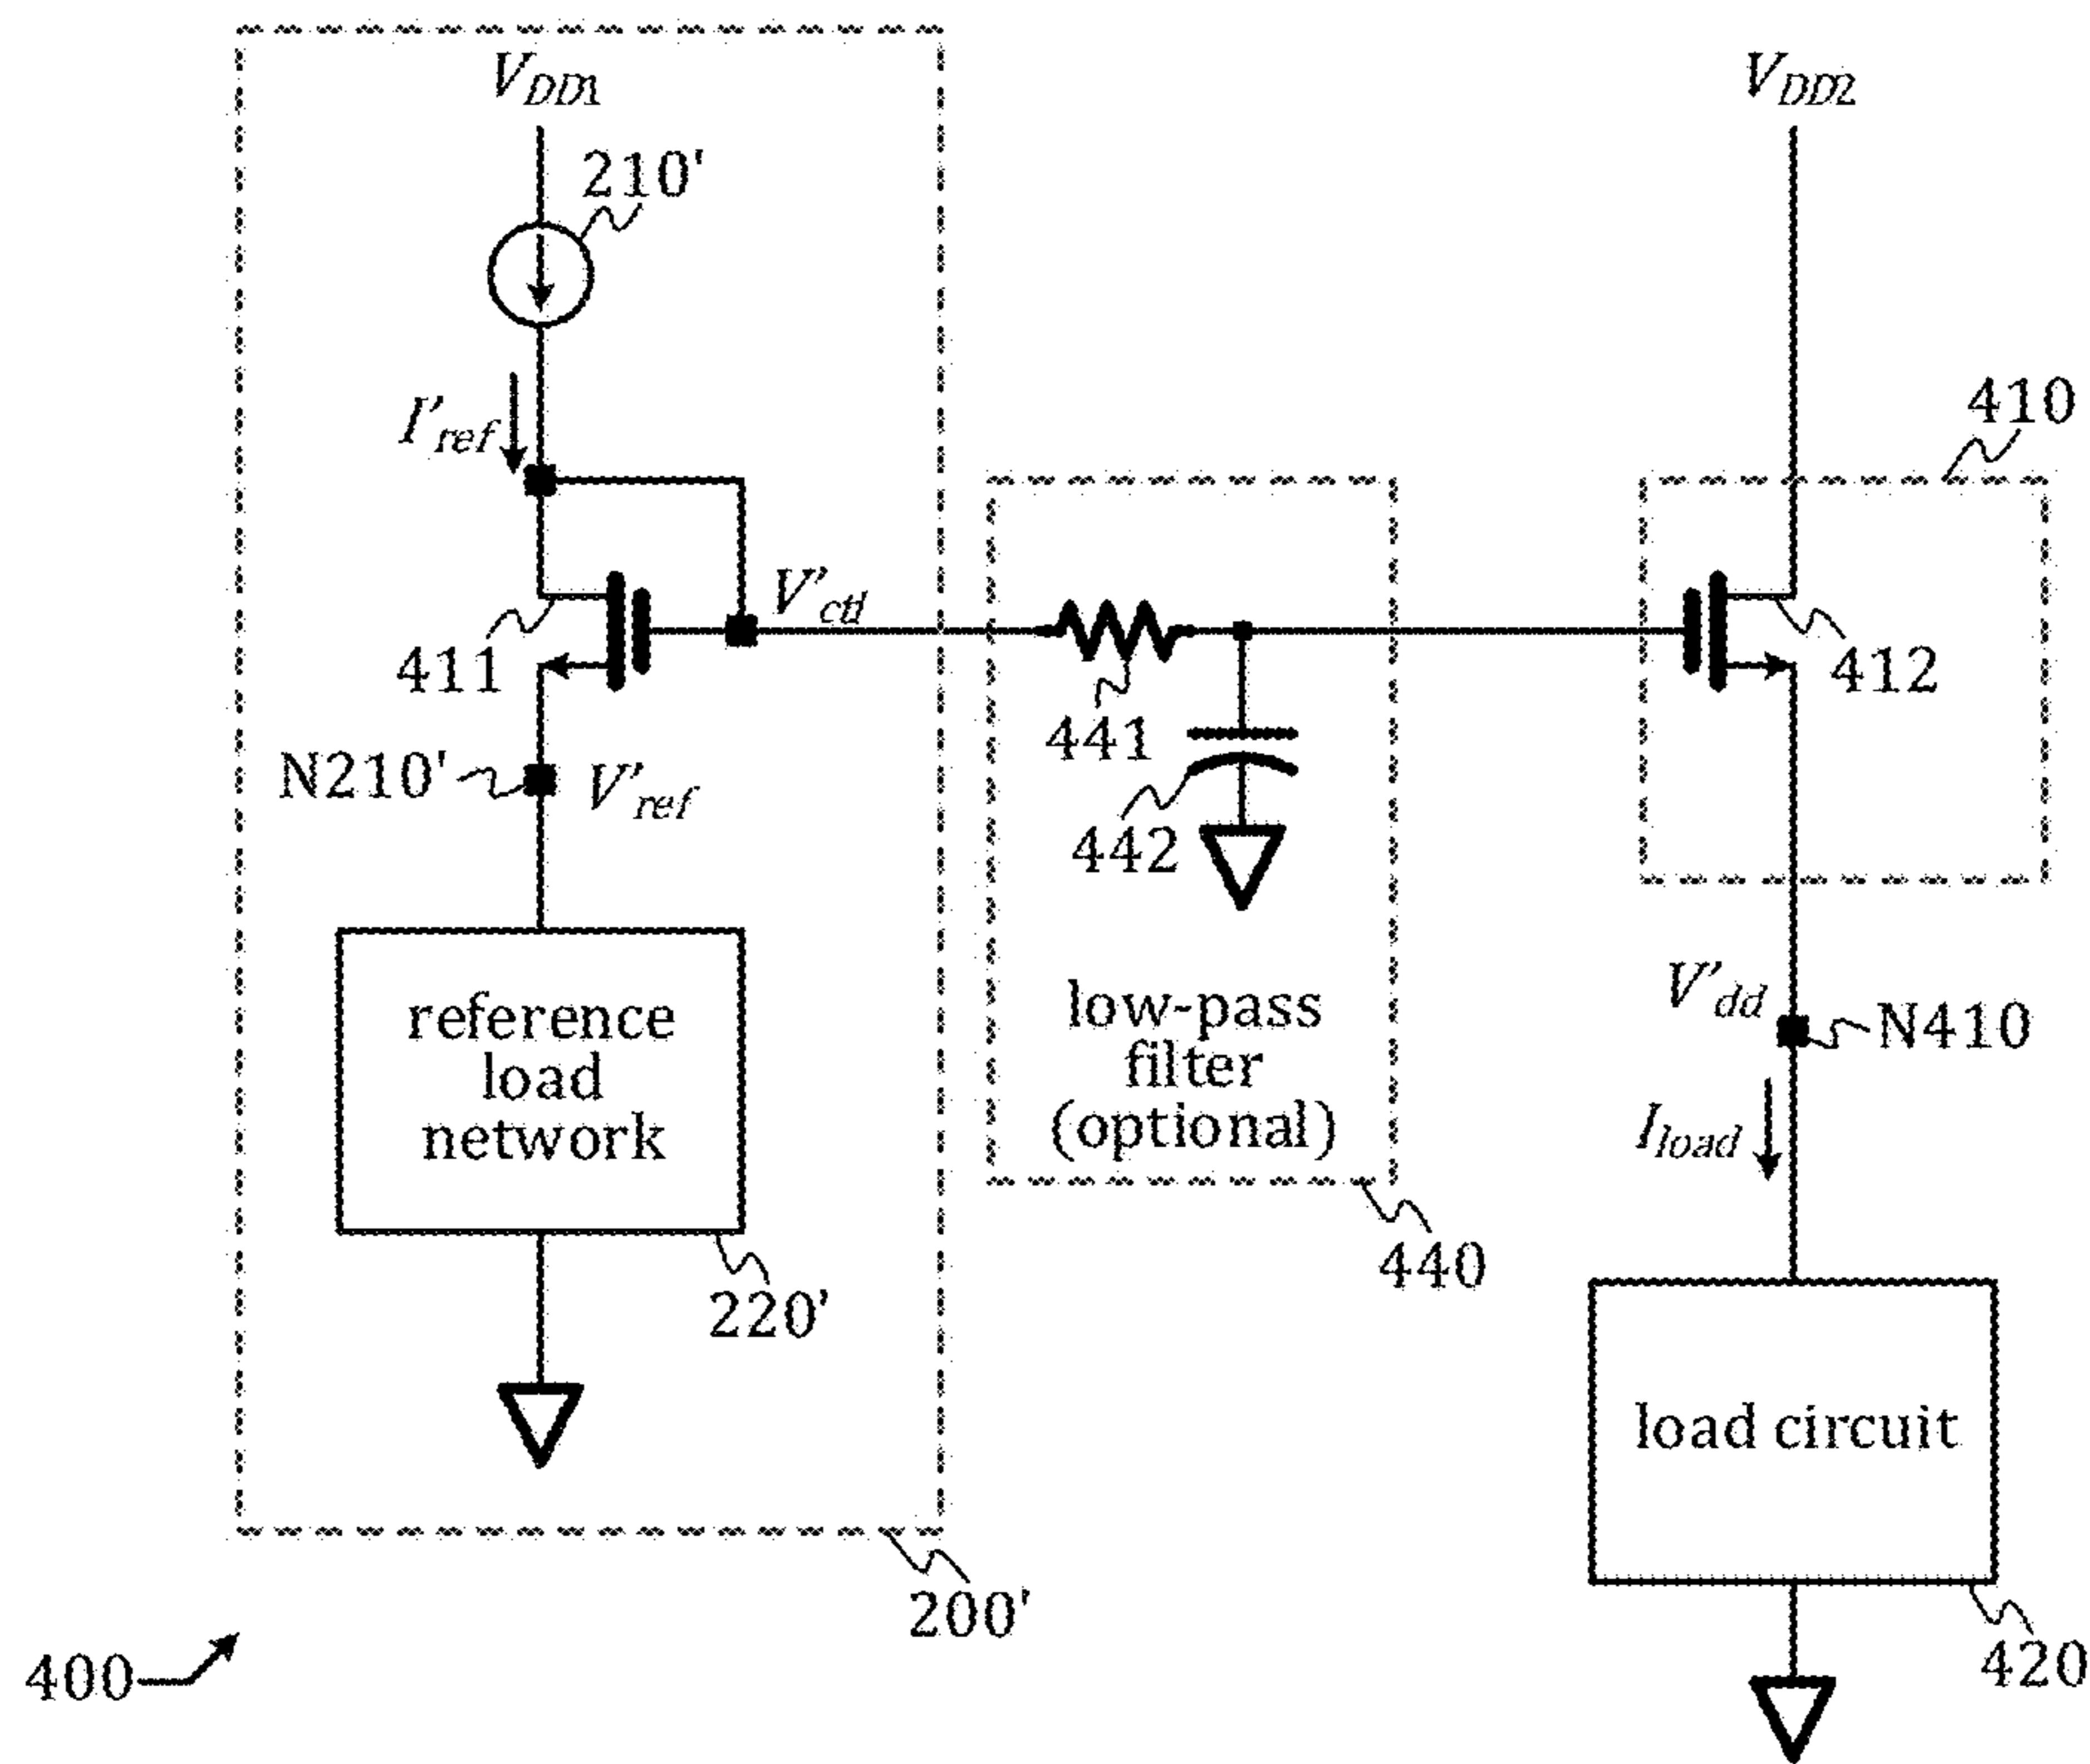 V_DD1
V_DD2
210'
410
I'_ref
V'_ctl
411
412
441
N210'
V'_ref
442
reference
load
network
low-pass
filter
(optional)
V'_dd
N410
I_load
440
220'
load circuit
200'
400
420